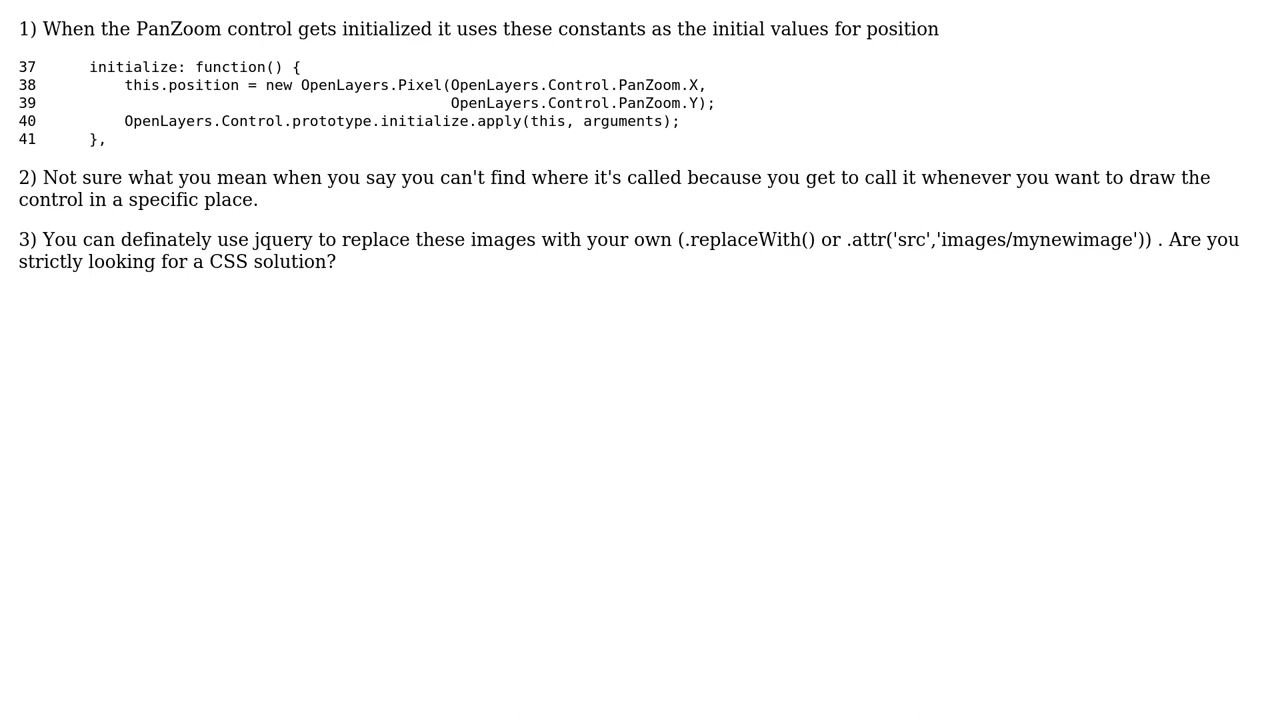 1) When the PanZoom control gets initialized it uses these constants as the initial values for position
37      initialize: function() {
38          this.position = new OpenLayers.Pixel(OpenLayers.Control.PanZoom.X,
39                                               OpenLayers.Control.PanZoom.Y);
40          OpenLayers.Control.prototype.initialize.apply(this, arguments);
41      },
2) Not sure what you mean when you say you can't find where it's called because you get to call it whenever you want to draw the
control in a specific place.
3) You can definately use jquery to replace these images with your own (.replaceWith() or .attr('src','images/mynewimage')) . Are you
strictly looking for a CSS solution?